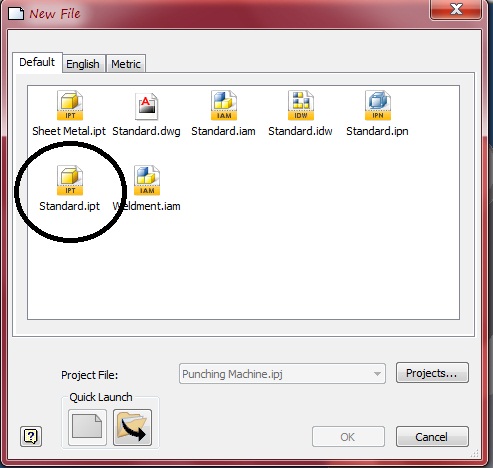 New File
Default English Metric
IPT IAM IDW IPN
Sheet Metal.ipt Standard.dwg Standard.iam Standard.idw Standard.ipn
IPT IAM
Standard.ipt Weldment.iam
Project File: Punching Machine.ipj Projects...
Quick Launch
OK Cancel